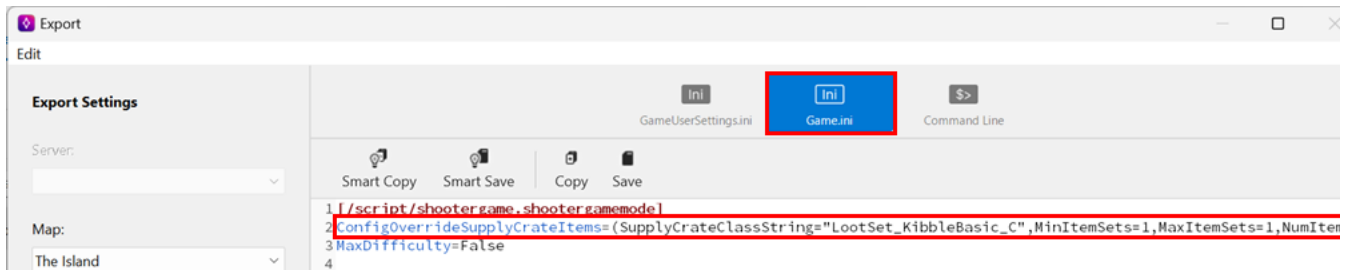 Export
Edit
Export Settings
Ini
Ini
$>
GameUserSettings.ini
Game.ini
Command Line
Server:
Smart Copy
Smart Save
Copy
Save
1 [/script/shootergame.shootergamemode]
2 ConfigOverrideSupplyCrateItems=(SupplyCrateClassString="LootSet_KibbleBasic_C",MinItemSets=1,MaxItemSets=1,NumItem
3 MaxDifficulty=False
4
Map:
The Island